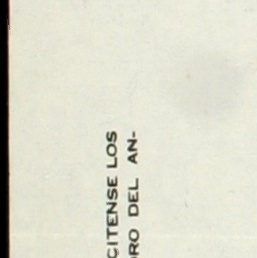 CITENSE LOS
RO DEL AN-